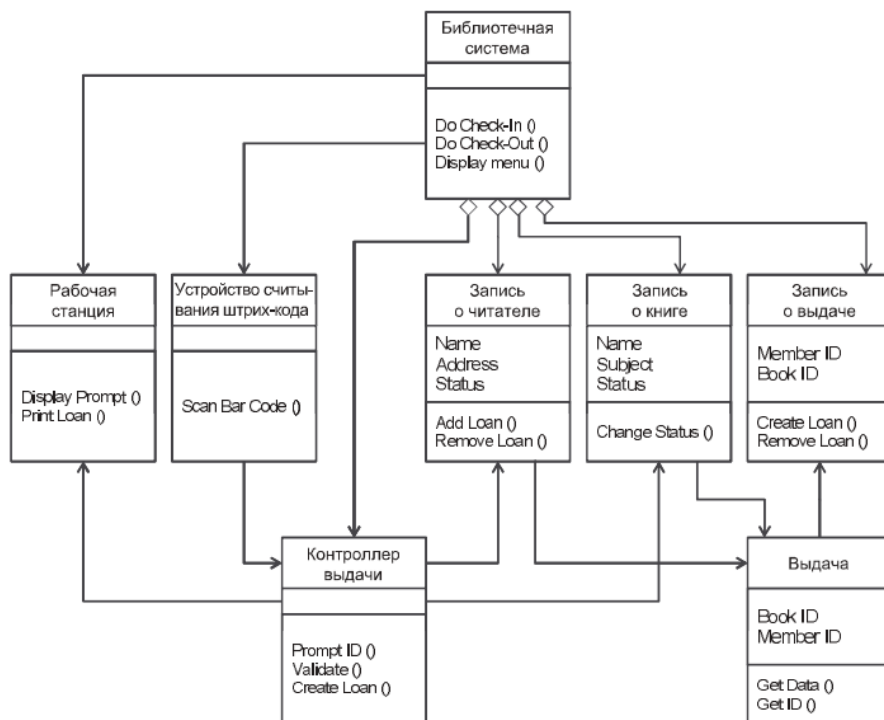 Библиотечная
система
Do Check-In ()
Do Check-Out ()
Display menu ()
Рабочая
станция
Display Prompt ()
Print Loan ()
Устройство считы-
вания штрих-кода
Scan Bar Code ()
Запись
о читателе
Name
Address
Status
Add Loan ()
Remove Loan ()
Запись
о книге
Name
Subject
Status
Change Status ()
Запись
о выдаче
Member ID
Book ID
Create Loan ()
Remove Loan ()
Контроллер
выдачи
Prompt ID ()
Validate ()
Create Loan ()
Выдача
Book ID
Member ID
Get Data ()
Get ID ()